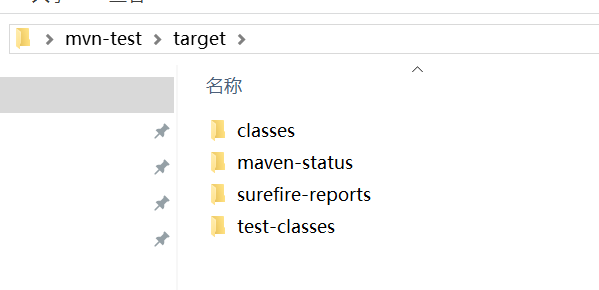 mvn-test > target >
名称
classes
maven-status
surefire-reports
test-classes